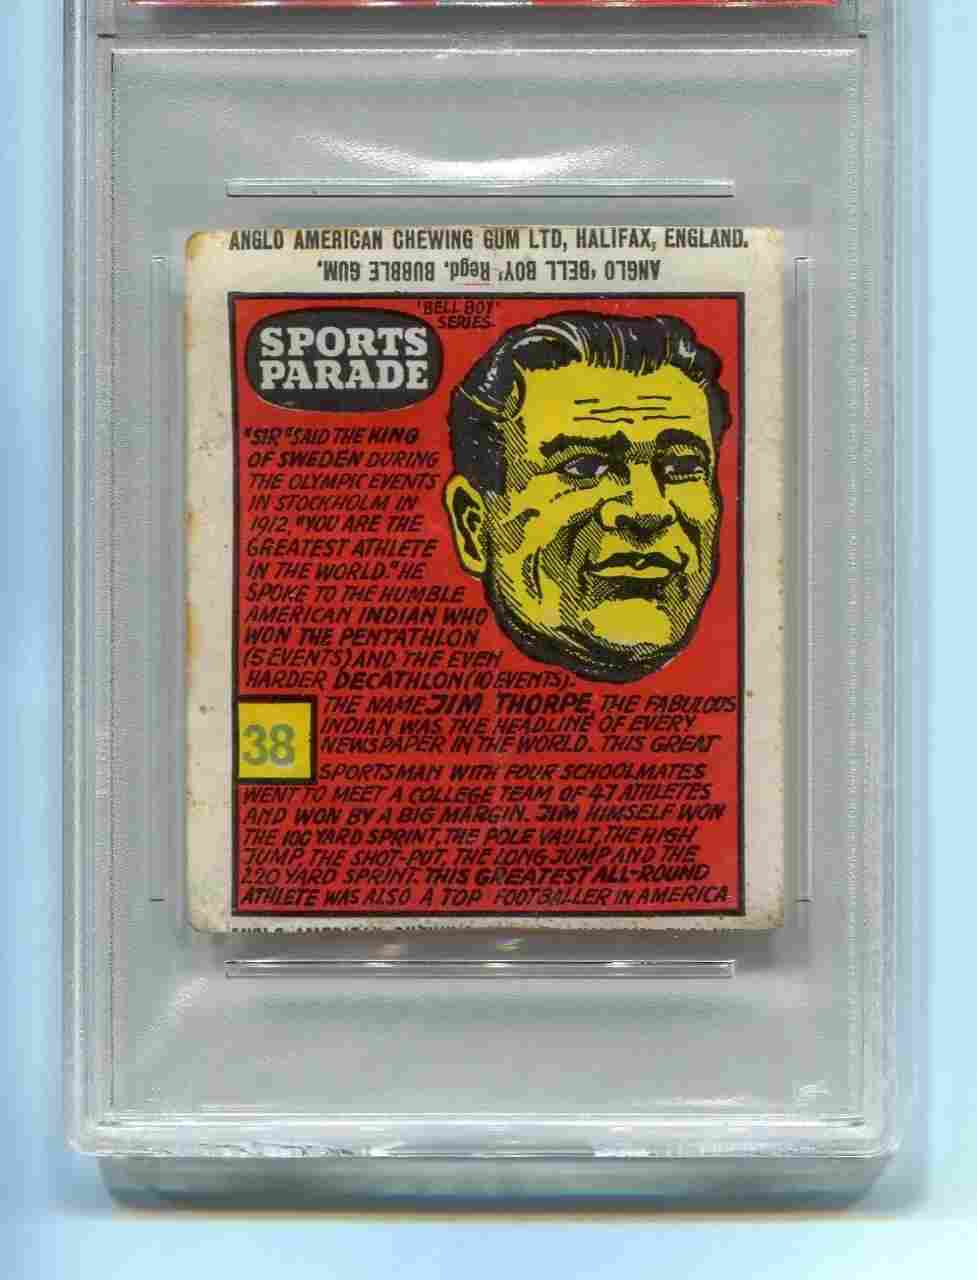 ANGLO AMERICAN CHEWING GUM LTD, HALIFAX, ENGLAND.
ANGLO 'BELL BOY' Regd. BUBBLE GUM.
'BELL BOY'
SERIES.
SPORTS
PARADE
"SIR" SAID THE KING
OF SWEDEN DURING
THE OLYMPIC EVENTS
IN STOCKHOLM IN
1912, "YOU ARE THE
GREATEST ATHLETE
IN THE WORLD." HE
SPOKE TO THE HUMBLE
AMERICAN INDIAN WHO
WON THE PENTATHLON
(5 EVENTS) AND THE EVEN
HARDER DECATHLON (10 EVENTS).
THE NAME JIM THORPE, THE FABULOUS
INDIAN WAS THE HEADLINE OF EVERY
NEWSPAPER IN THE WORLD. THIS GREAT
38
SPORTSMAN WITH FOUR SCHOOLMATES
WENT TO MEET A COLLEGE TEAM OF 47 ATHLETES
AND WON BY A BIG MARGIN. JIM HIMSELF WON
THE 100 YARD SPRINT, THE POLE VAULT, THE HIGH
JUMP, THE SHOT-PUT, THE LONG JUMP AND THE
220 YARD SPRINT. THIS GREATEST ALL-ROUND
ATHLETE WAS ALSO A TOP FOOTBALLER IN AMERICA